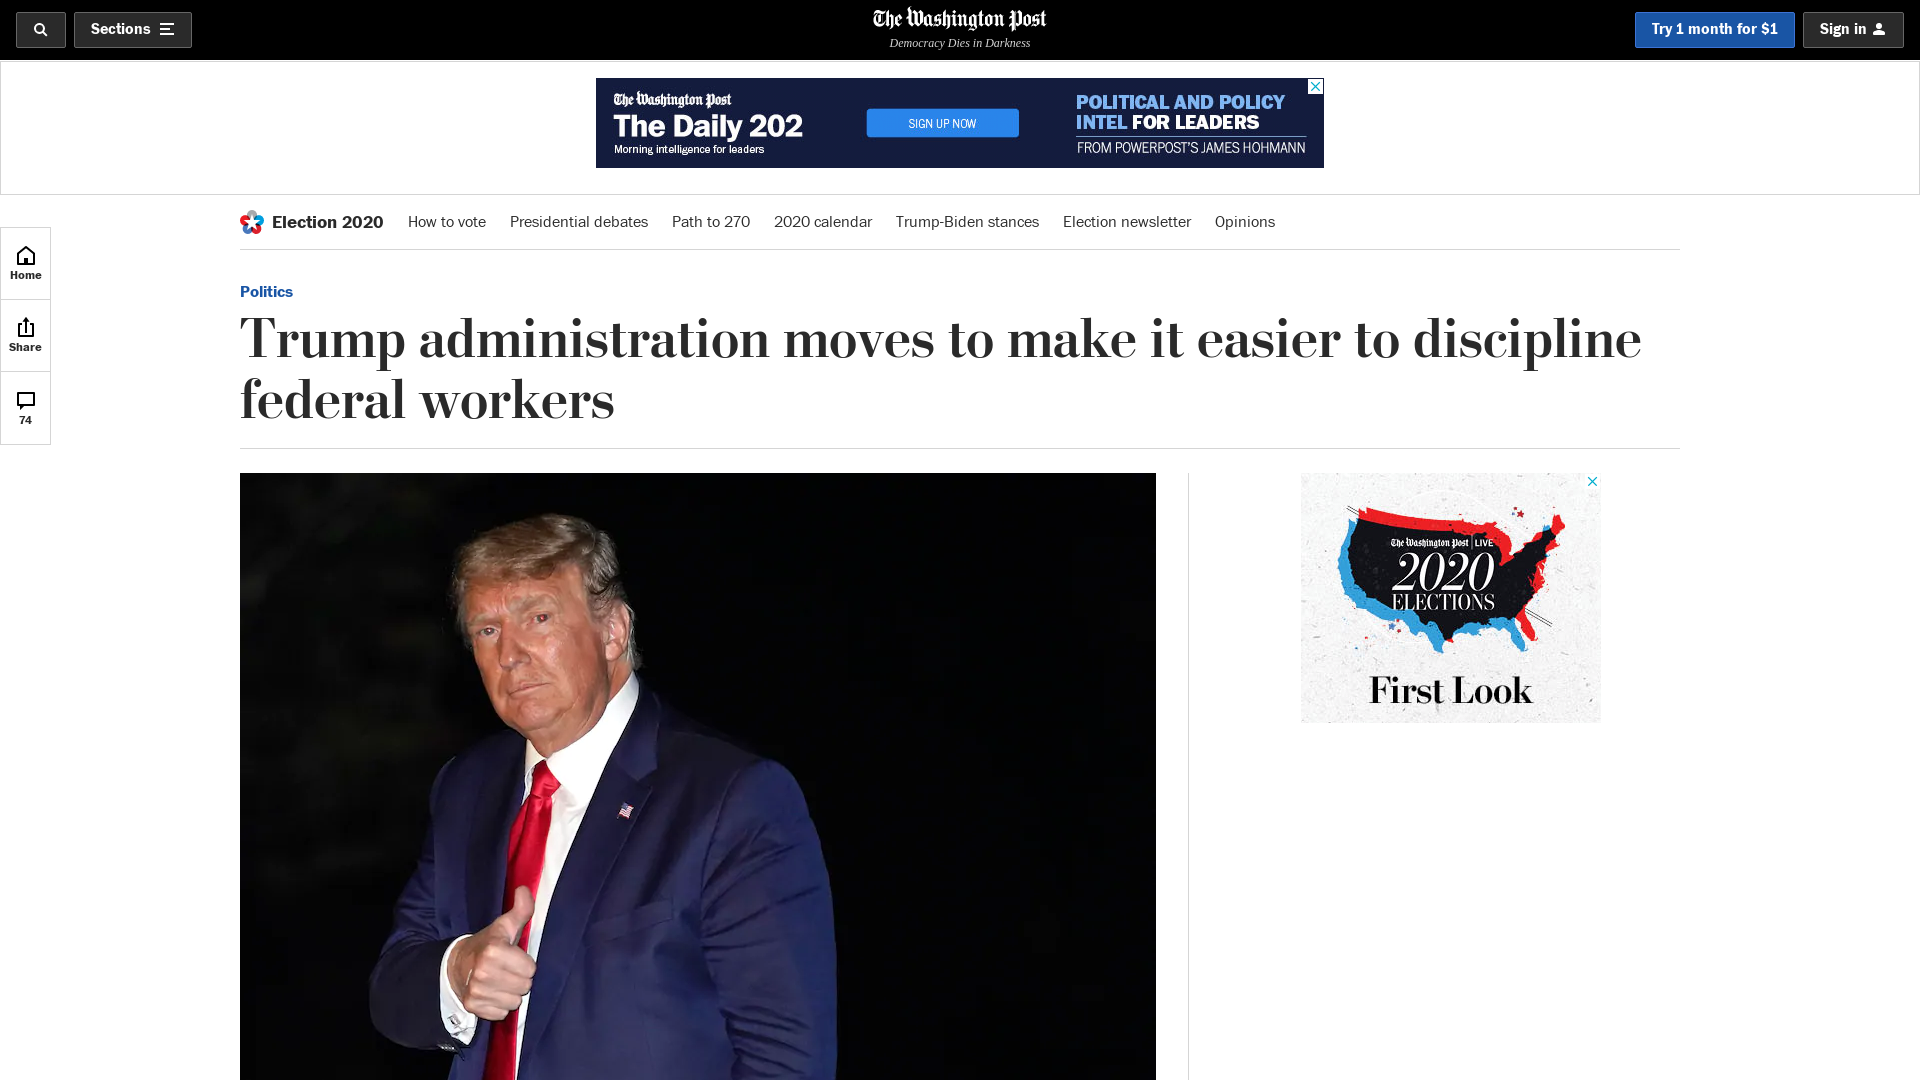 Sections
The Washington Post
Democracy Dies in Darkness
Try 1 month for $1
Sign in
The Washington Post
The Daily 202
Morning intelligence for leaders
SIGN UP NOW
POLITICAL AND POLICY
INTEL FOR LEADERS
FROM POWERPOST'S JAMES HOHMANN
Election 2020
How to vote
Presidential debates
Path to 270
2020 calendar
Trump-Biden stances
Election newsletter
Opinions
Home
Share
74
Politics
Trump administration moves to make it easier to discipline
federal workers
The Washington Post LIVE
2020
ELECTIONS
First Look